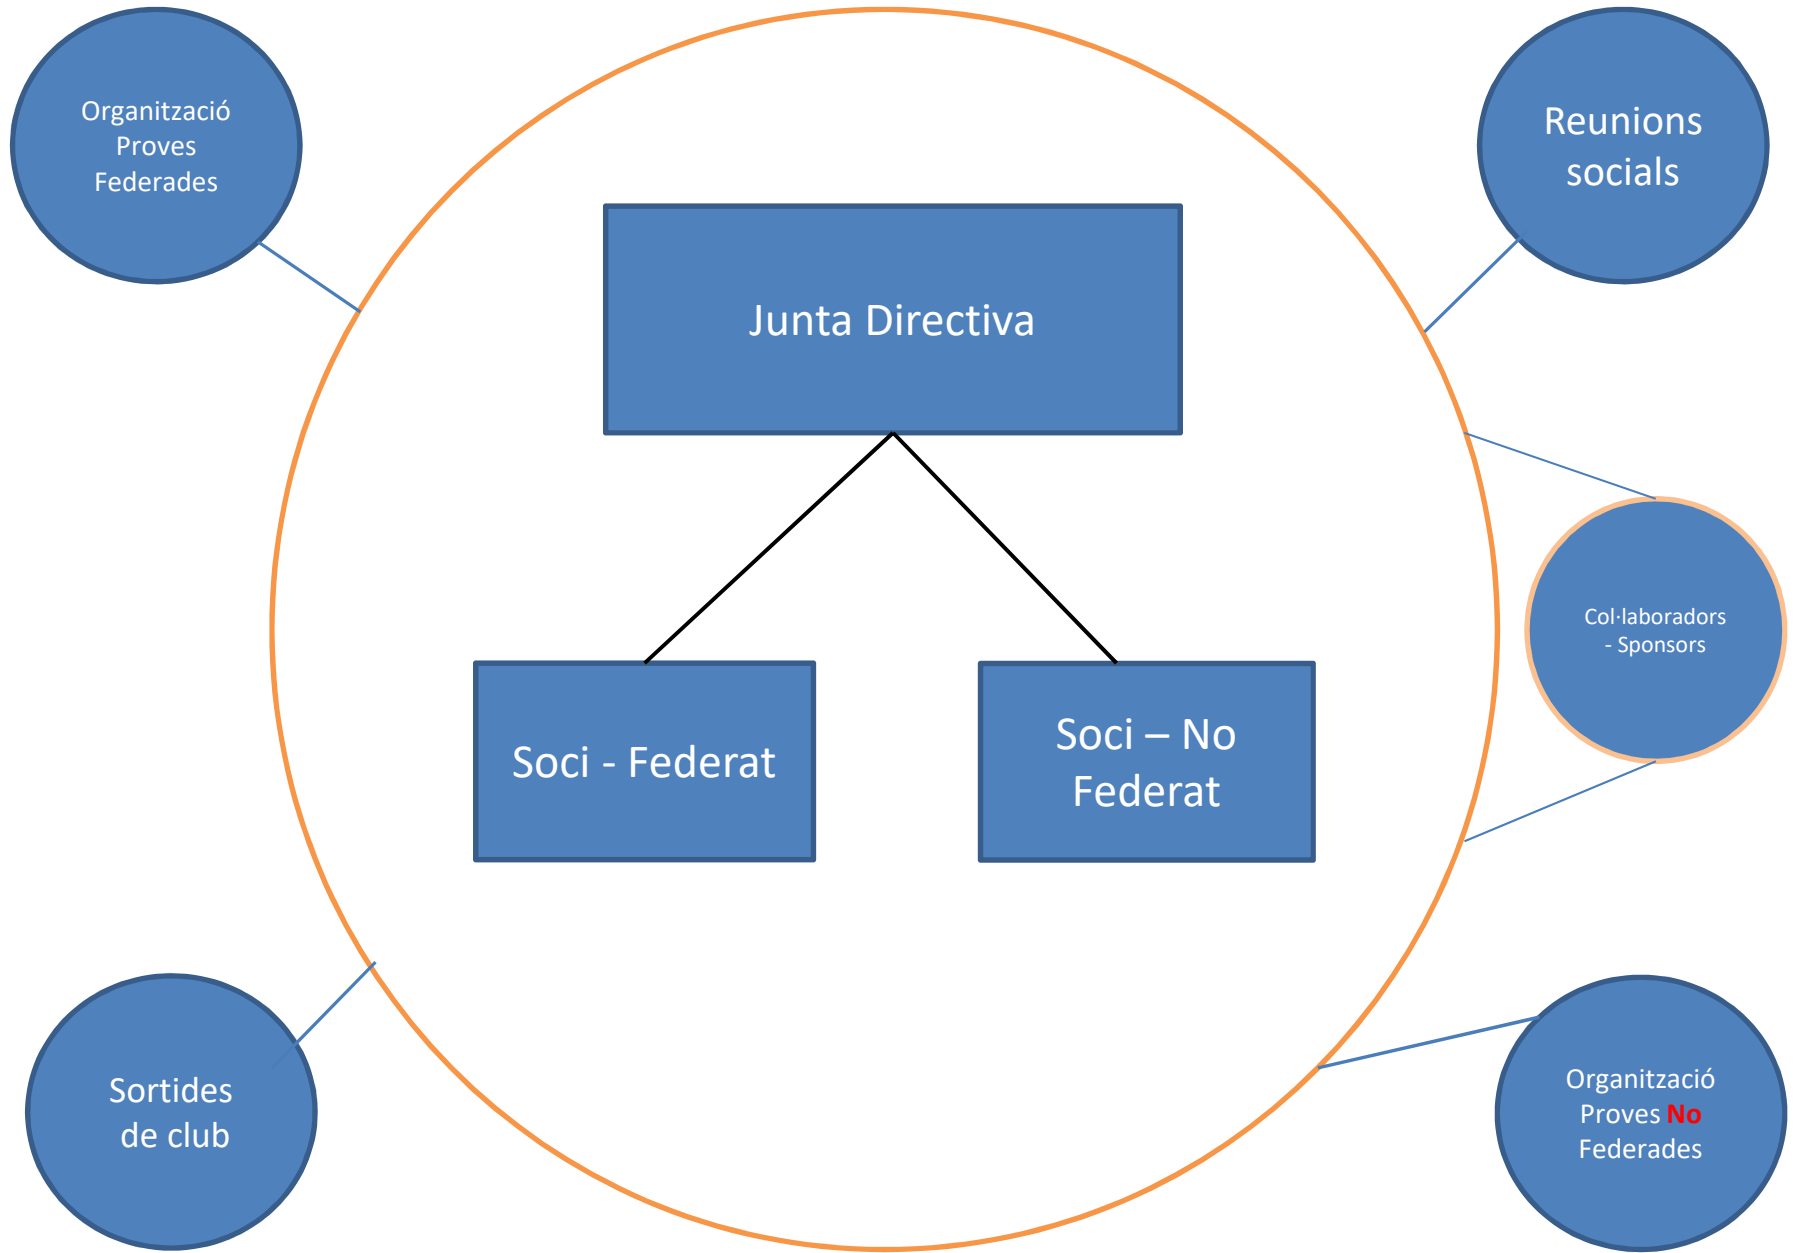 Organització
Proves
Federades
Reunions
socials
Junta Directiva
Col·laboradors
- Sponsors
Soci - Federat
Soci – No
Federat
Sortides
de club
Organització
Proves No
Federades